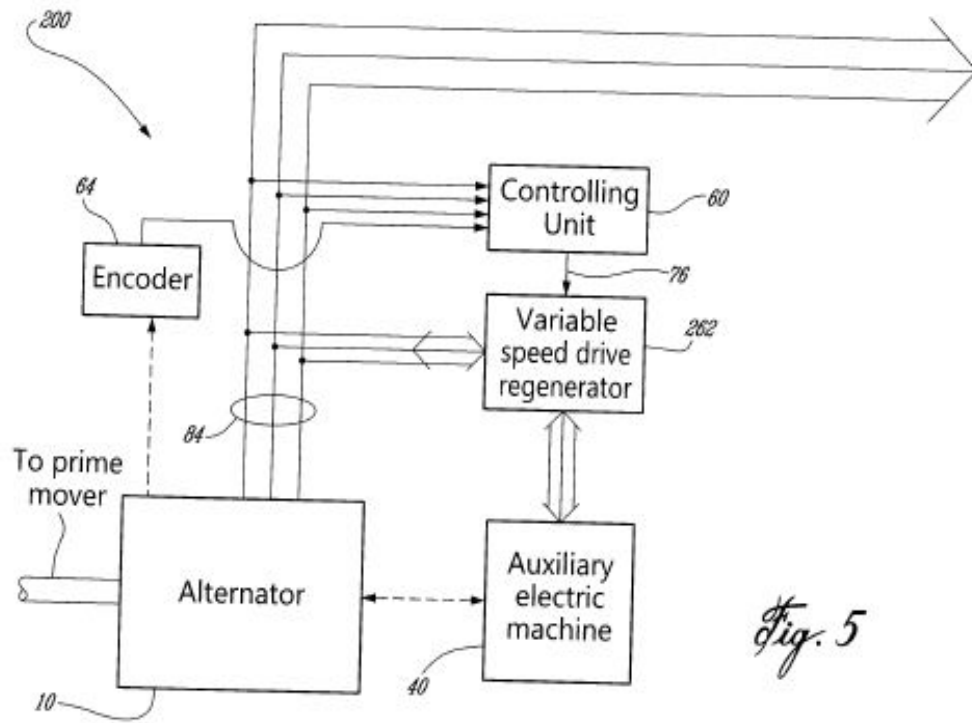 200
64
Encoder
Controlling
Unit
60
76
Variable
speed drive
regenerator
262
84
To prime
mover
Alternator
10
Auxiliary
electric
machine
40
Fig. 5